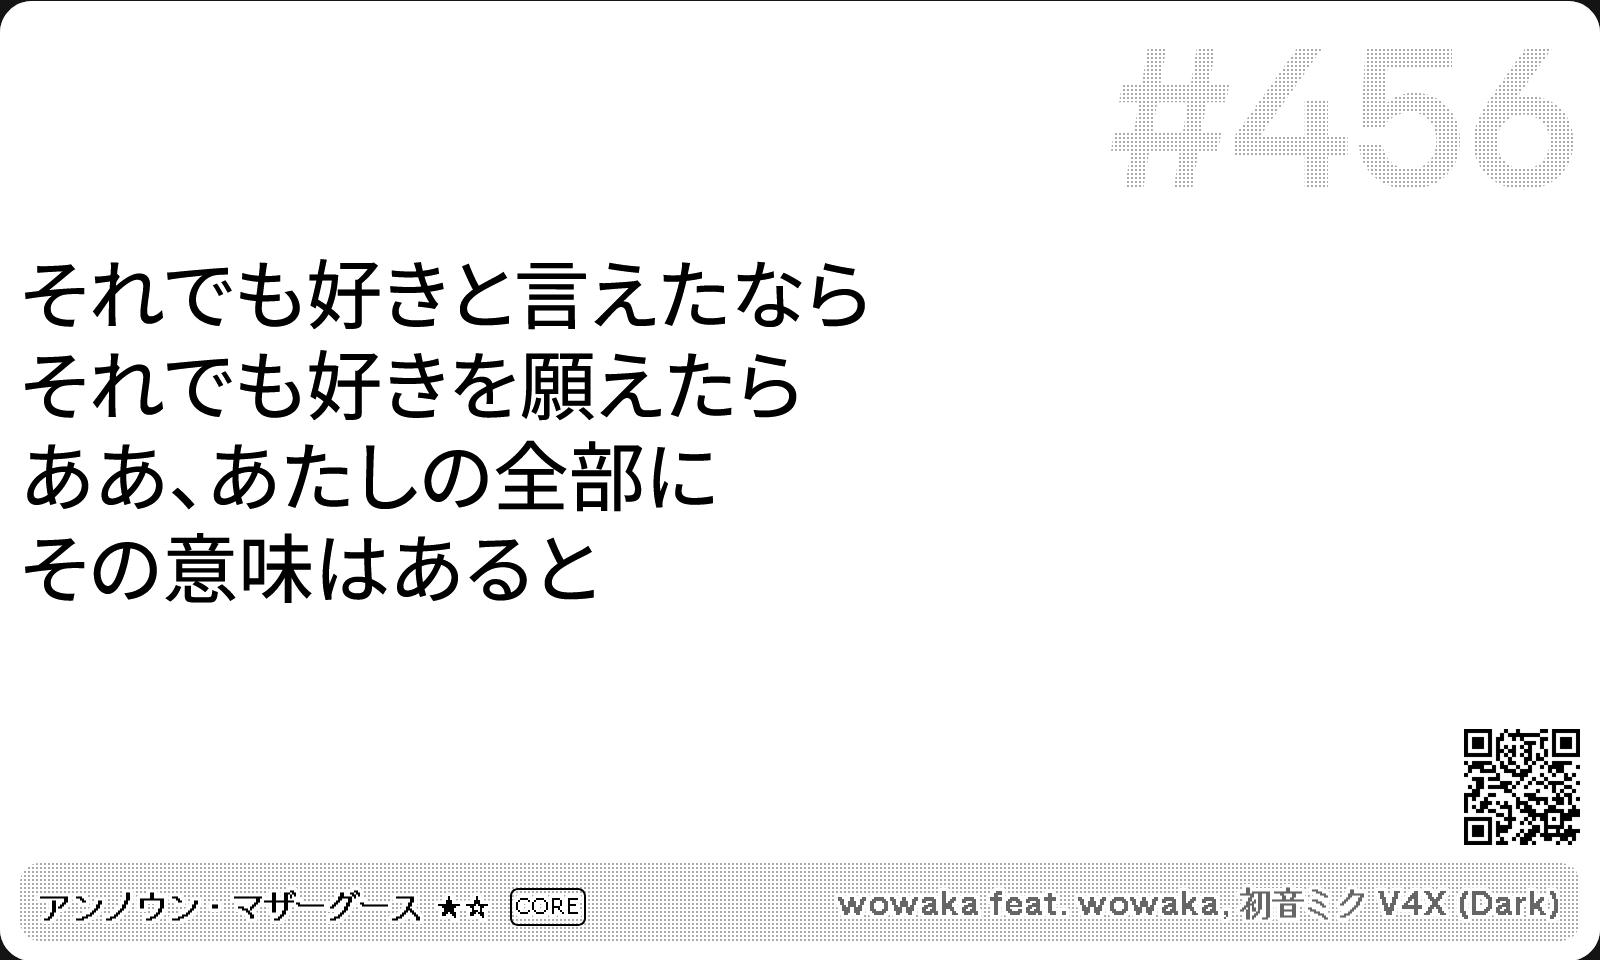 #456
それでも好きと言えたなら
それでも好きを願えたら
ああ、あたしの全部に
その意味はあると
アンノウン・マザーグース ★☆ CORE
wowaka feat. wowaka, 初音ミク V4X (Dark)